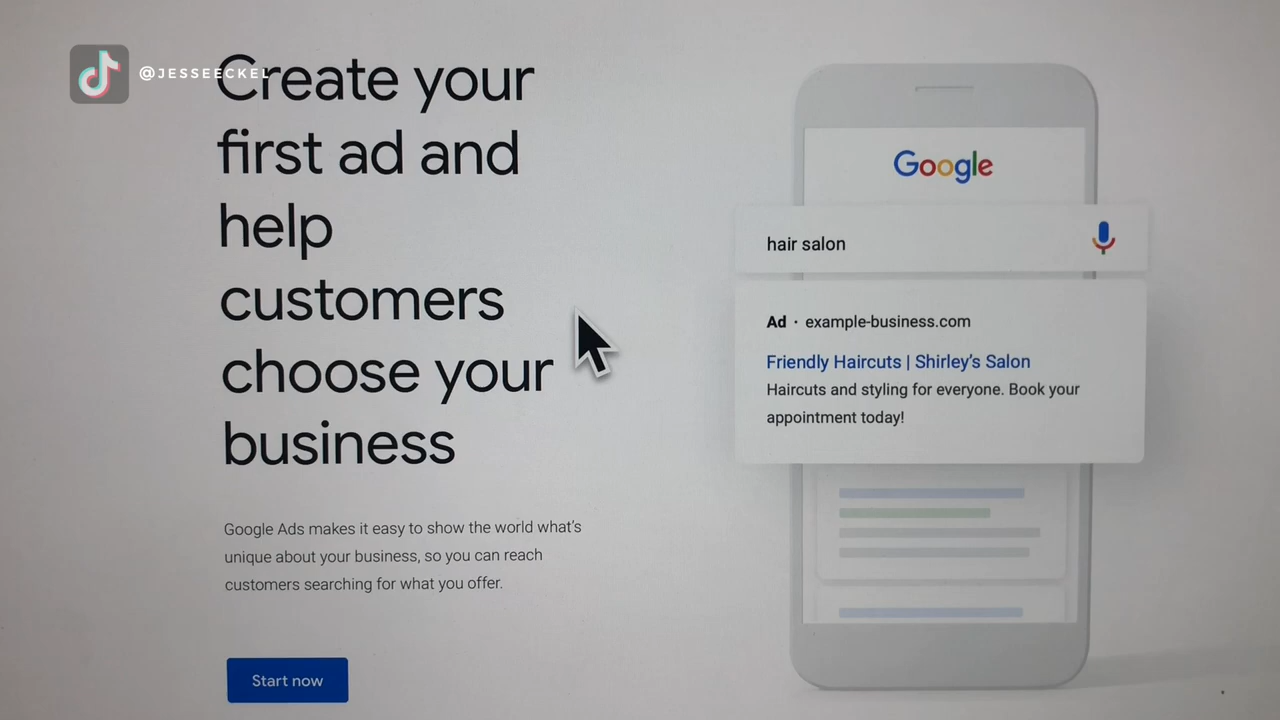 @JESSEECKEL
Create your
first ad and
help
customers
choose your
business
Google Ads makes it easy to show the world what's
unique about your business, so you can reach
customers searching for what you offer.
Start now
Google
hair salon
Ad · example-business.com
Friendly Haircuts | Shirley's Salon
Haircuts and styling for everyone. Book your
appointment today!